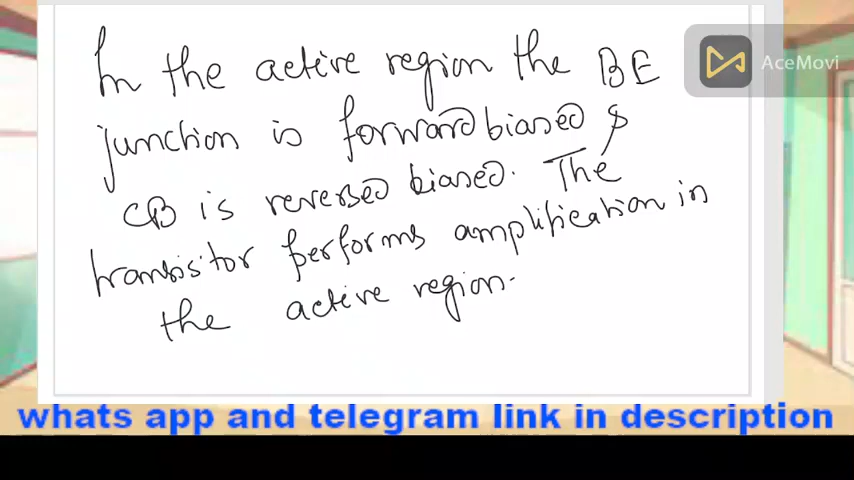 In the active region the BE
AceMovi
junction is forward biased &
CB is reversed biased. The
transistor performs amplification in
the active region.
whats app and telegram link in description